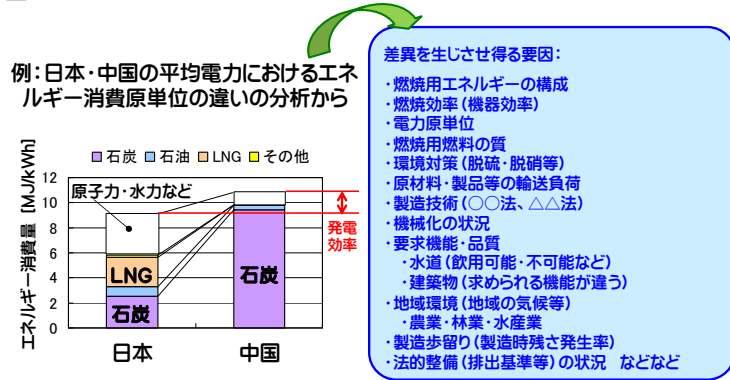 例:日本・中国の平均電力におけるエネ
ルギー消費原単位の違いの分析から
石炭 石油 LNG その他
エネルギー消費量 [MJ/kWh]
12
10
8
6
4
2
0
原子力・水力など
LNG
石炭
石炭
発電
効率
日本
中国
差異を生じさせ得る要因:
・燃焼用エネルギーの構成
・燃焼効率(機器効率)
・電力原単位
・燃焼用燃料の質
・環境対策(脱硫・脱硝等)
・原材料・製品等の輸送負荷
・製造技術(○○法、△△法)
・機械化の状況
・要求機能・品質
・水道(飲用可能・不可能など)
・建築物(求められる機能が違う)
・地域環境(地域の気候等)
・農業・林業・水産業
・製造歩留り(製造時残さ発生率)
・法的整備(排出基準等)の状況 などなど